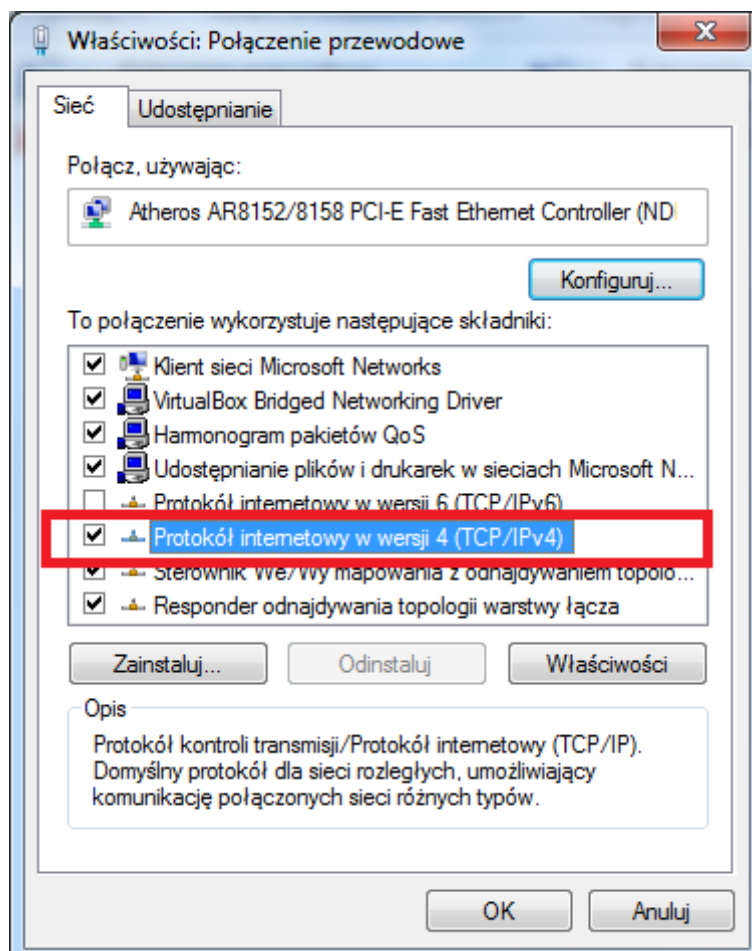 Właściwości: Połączenie przewodowe
Sieć
Udostępnianie
Połącz, używając:
Atheros AR8152/8158 PCI-E Fast Ethernet Controller (NDI
Konfiguruj...
To połączenie wykorzystuje następujące składniki:
Klient sieci Microsoft Networks
VirtualBox Bridged Networking Driver
Harmonogram pakietów QoS
Udostępnianie plików i drukarek w sieciach Microsoft N...
Protokół internetowy w wersji 6 (TCP/IPv6)
Protokół internetowy w wersji 4 (TCP/IPv4)
Sterownik We/Wy mapowania z odnajdywaniem topolo...
Responder odnajdywania topologii warstwy łącza
Zainstaluj...
Odinstaluj
Właściwości
Opis
Protokół kontroli transmisji/Protokół internetowy (TCP/IP).
Domyślny protokół dla sieci rozległych, umożliwiający
komunikację połączonych sieci różnych typów.
OK
Anuluj